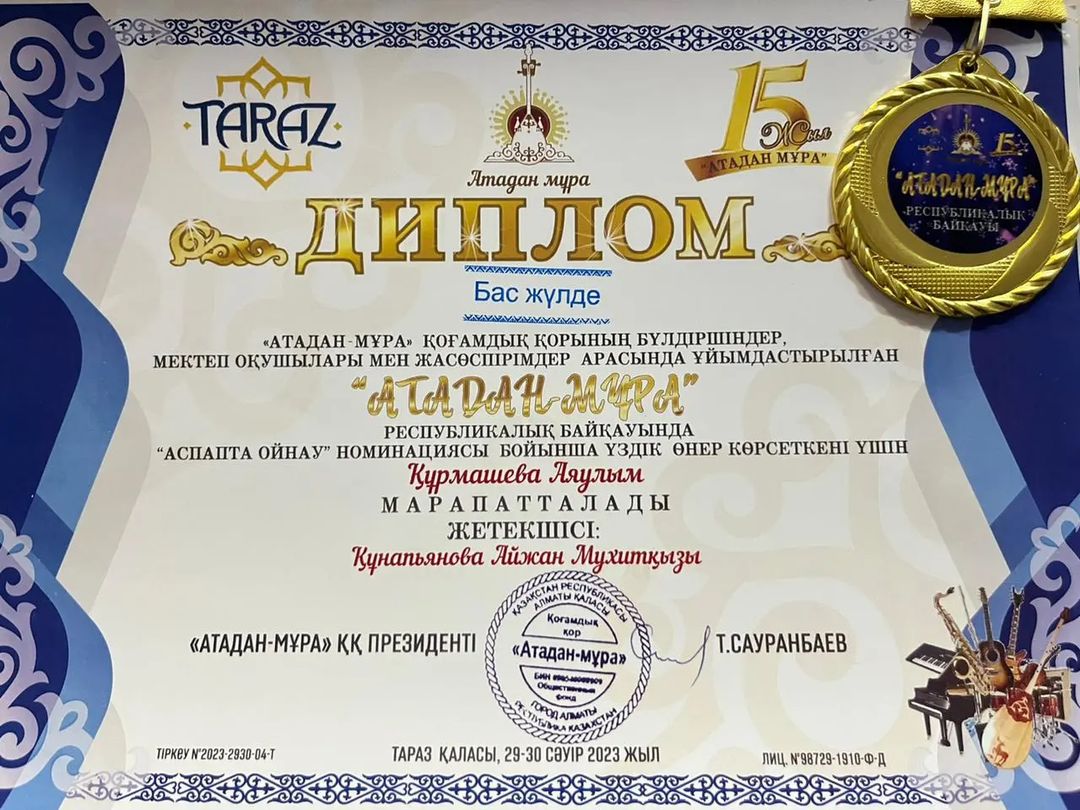 TARAZ
Атадан мұра
15
Жыл
"АТАДАН МҰРА"
"АТАДАН-МҰРА"
РЕСПУБЛИКАЛЫҚ
БАЙҚАУЫ
ДИПЛОМ
Бас жүлде
«АТАДАН-МҰРА» ҚОҒАМДЫҚ ҚОРЫНЫҢ БҮЛДІРШІНДЕР,
МЕКТЕП ОҚУШЫЛАРЫ МЕН ЖАСӨСПІРІМДЕР АРАСЫНДА ҰЙЫМДАСТЫРЫЛҒАН
"АТАДАН-МҰРА"
РЕСПУБЛИКАЛЫҚ БАЙҚАУЫНДА
"АСПАПТА ОЙНАУ" НОМИНАЦИЯСЫ БОЙЫНША ҮЗДІК ӨНЕР КӨРСЕТКЕНІ ҮШІН
Құрмашева Аяулым
МАРАПАТТАЛАДЫ
ЖЕТЕКШІСІ:
Құнапьянова Айжан Мухитқызы
«АТАДАН-МҰРА» ҚҚ ПРЕЗИДЕНТІ
Т.САУРАНБАЕВ
ҚАЗАҚСТАН РЕСПУБЛИКАСЫ
АЛМАТЫ ҚАЛАСЫ
Қоғамдық
қор
«Атадан-мұра»
БИН
Общественный
фонд
ГОРОД АЛМАТЫ
РЕСПУБЛИКА КАЗАХСТАН
ТІРКЕУ №2023-2930-04-Т
ТАРАЗ ҚАЛАСЫ, 29-30 СӘУІР 2023 ЖЫЛ
ЛИЦ. №98729-1910-Ф-Д